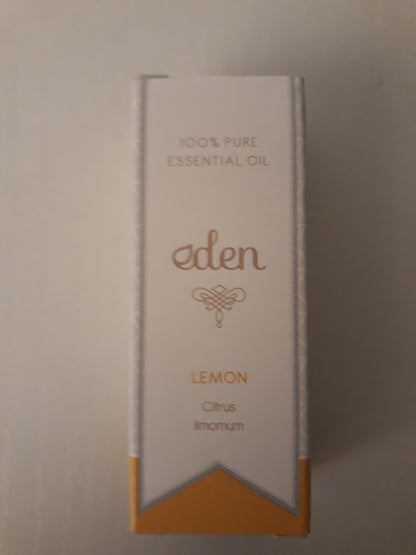 100% PURE
ESSENTIAL OIL
eden
LEMON
Citrus
limomum